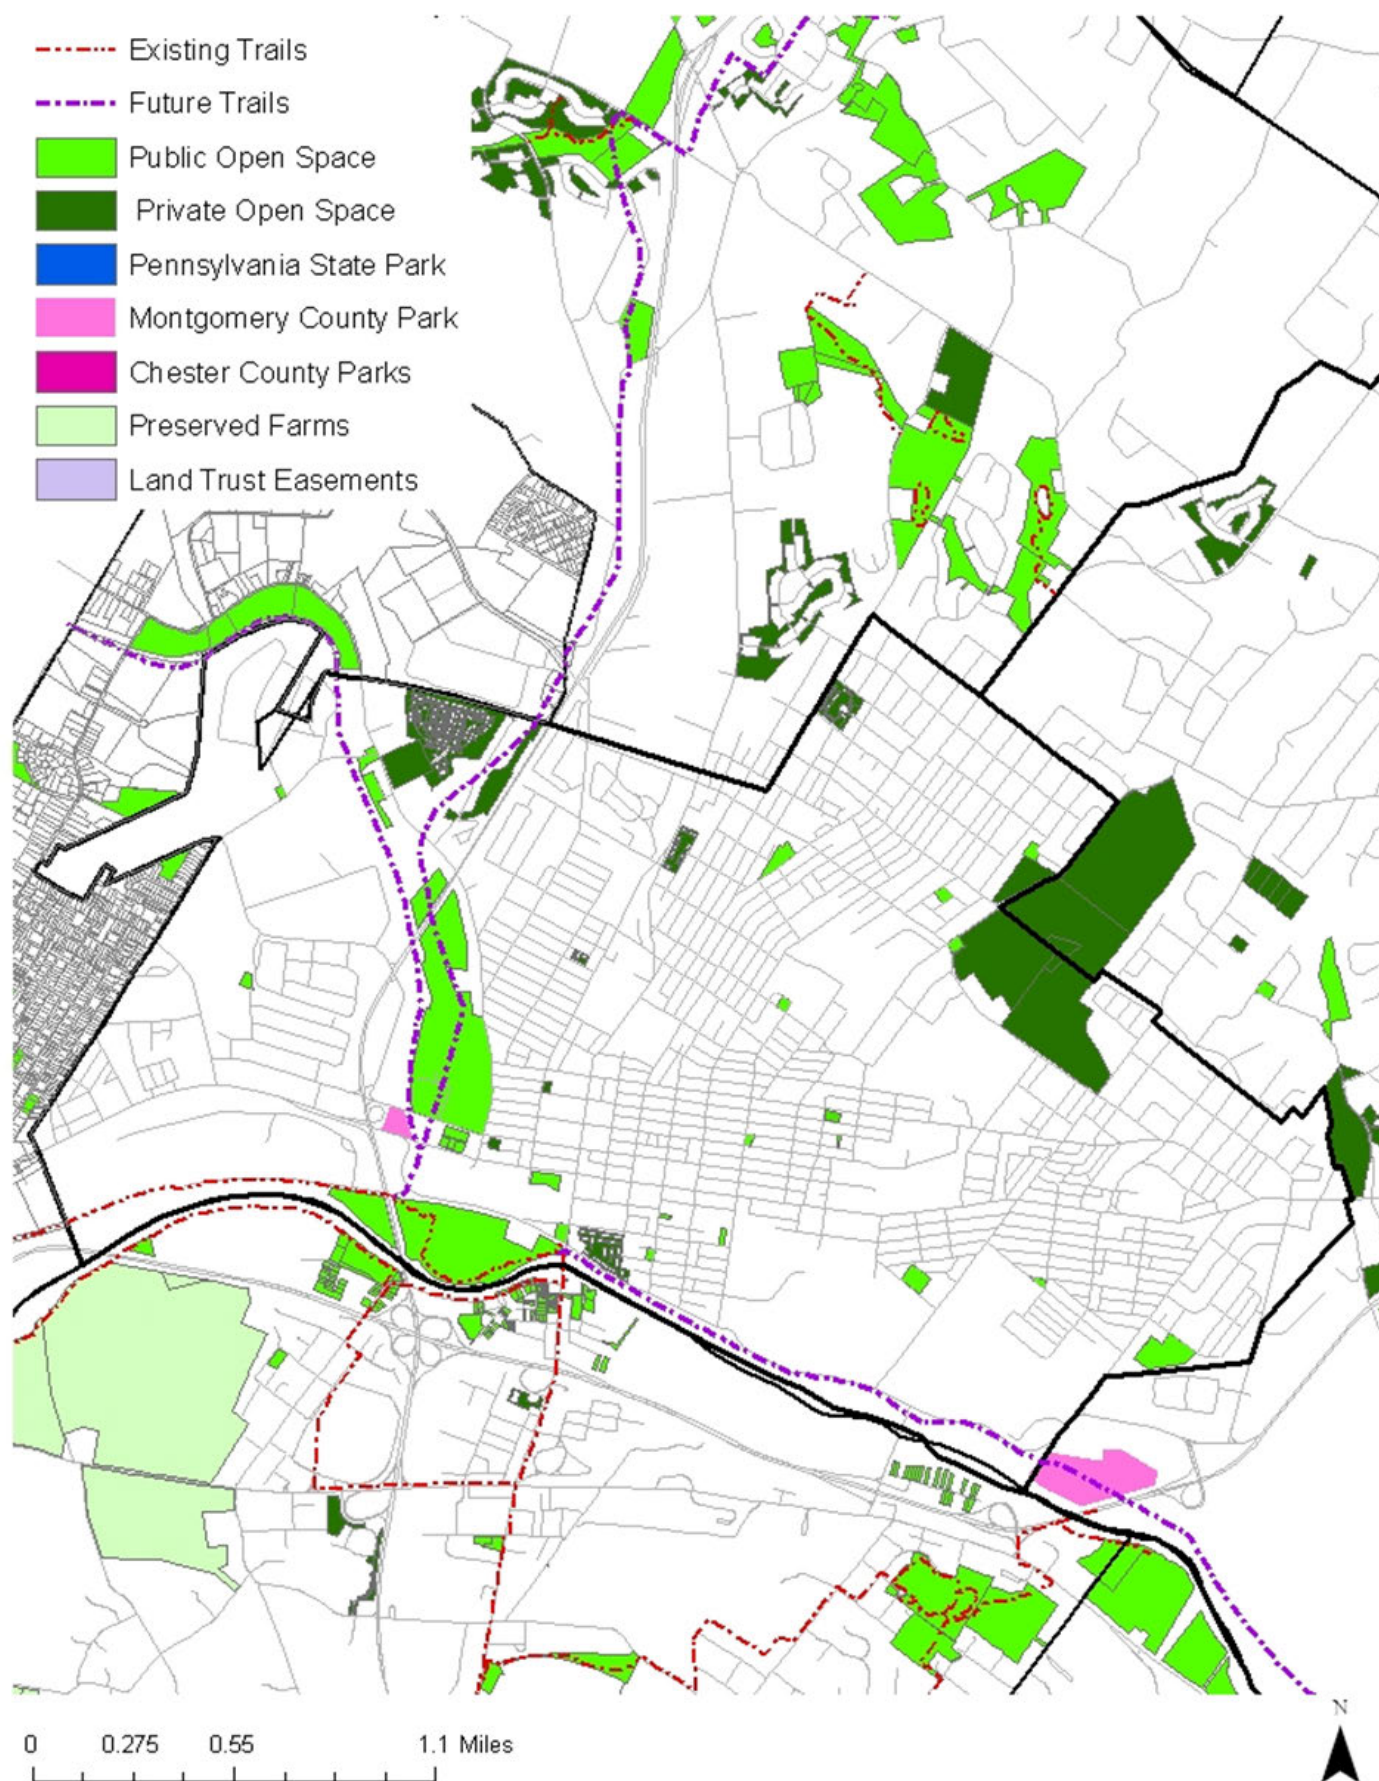 Existing Trails
Future Trails
Public Open Space
Private Open Space
Pennsylvania State Park
Montgomery County Park
Chester County Parks
Preserved Farms
Land Trust Easements
0 0.275 0.55 1.1 Miles
N